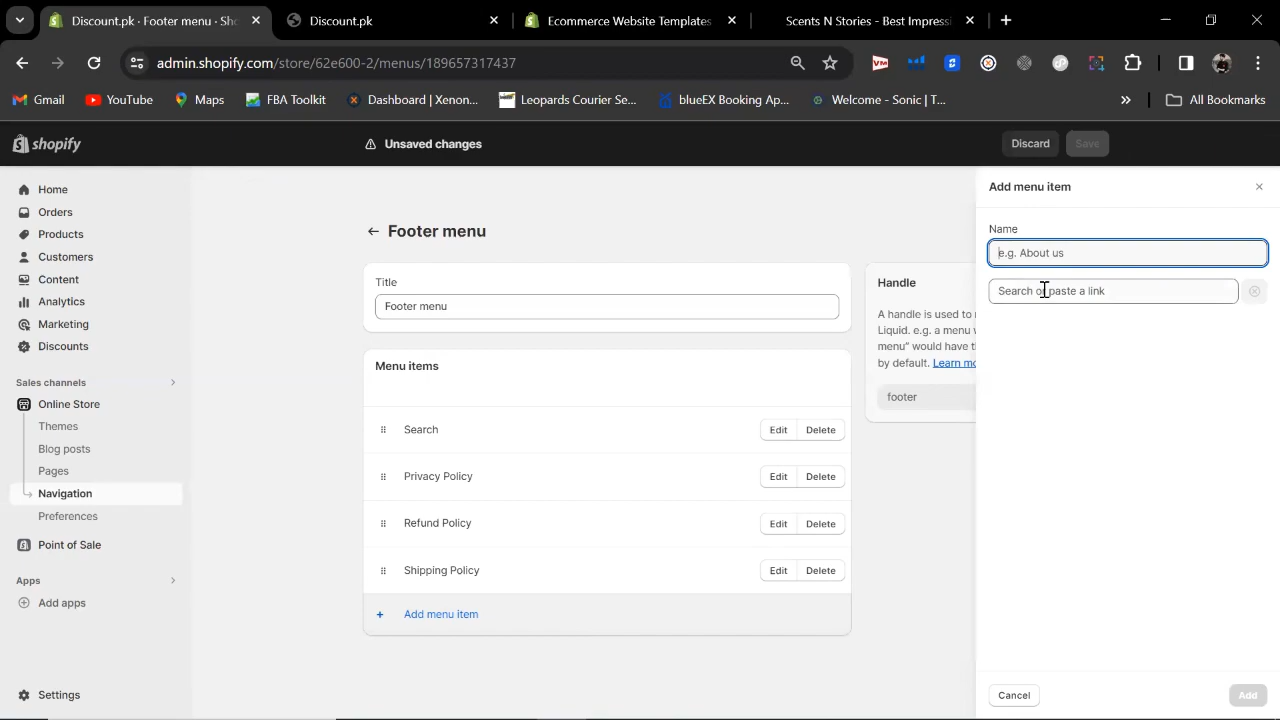 Discount.pk · Footer menu · Sho
Discount.pk
Ecommerce Website Templates
Scents N Stories - Best Impressi
admin.shopify.com/store/62e600-2/menus/189657317437
Gmail
YouTube
Maps
FBA Toolkit
Dashboard | Xenon...
Leopards Courier Se...
blueEX Booking Ap...
Welcome - Sonic | T...
»
All Bookmarks
shopify
Unsaved changes
Discard
Save
Home
Orders
Products
Customers
Content
Analytics
Marketing
Discounts
Sales channels
Online Store
Themes
Blog posts
Pages
Navigation
Preferences
Point of Sale
Apps
Add apps
Settings
Footer menu
Title
Footer menu
Menu items
Search Edit Delete
Privacy Policy Edit Delete
Refund Policy Edit Delete
Shipping Policy Edit Delete
+ Add menu item
Handle
A handle is used to
Liquid. e.g. a menu
menu” would have
by default. Learn mo
footer
Add menu item
Name
e.g. About us
Search or paste a link
Cancel
Add